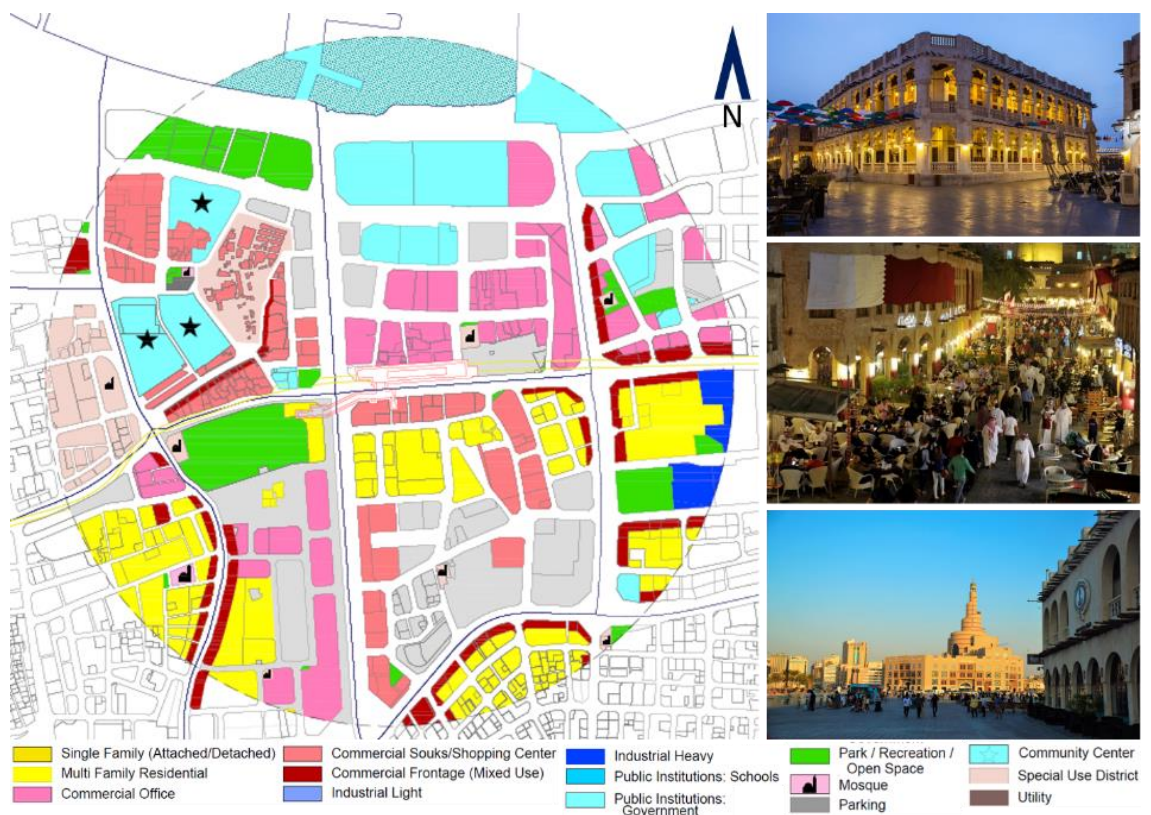 N
Single Family (Attached/Detached)
Multi Family Residential
Commercial Office
Commercial Souks/Shopping Center
Commercial Frontage (Mixed Use)
Industrial Light
Industrial Heavy
Public Institutions: Schools
Public Institutions:
Government
Park / Recreation /
Open Space
Mosque
Parking
Community Center
Special Use District
Utility